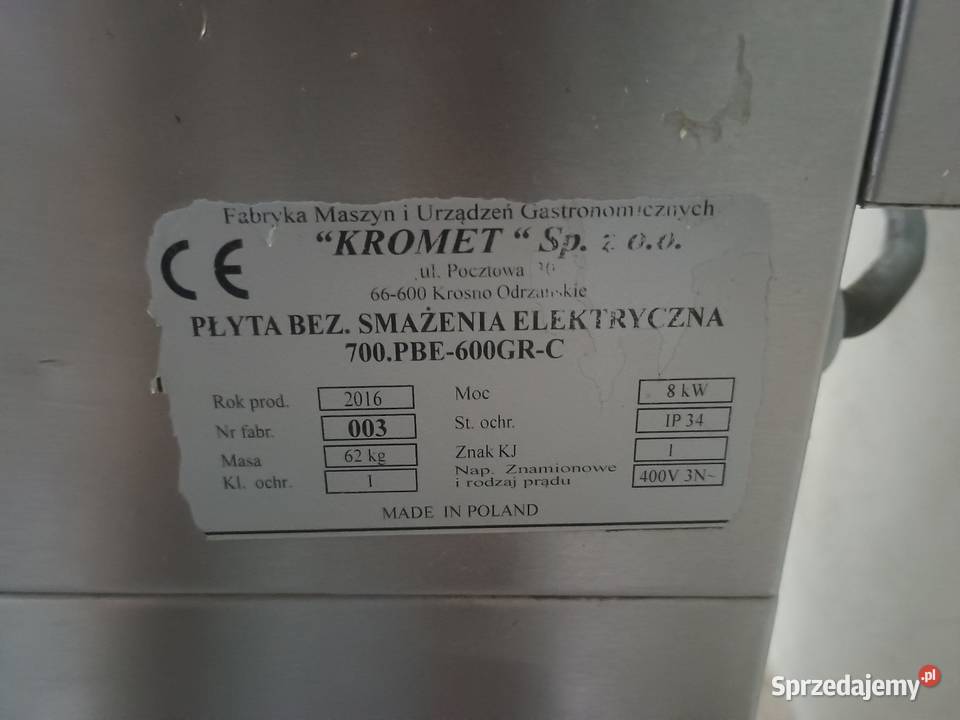 Fabryka Maszyn i Urządzeń Gastronomicznych
"KROMET" Sp. z o.o.
CE
ul. Pocztowa
66-600 Krosno Odrzańskie
PŁYTA BEZ. SMAŻENIA ELEKTRYCZNA
700.PBE-600GR-C
Rok prod. 2016 Moc 8 kW
Nr fabr. 003 St. ochr. IP 34
Masa 62 kg Znak KJ 1
Kl. ochr. I Nap. Znamionowe
i rodzaj prądu 400V 3N~
MADE IN POLAND
Sprzedajemy.pl